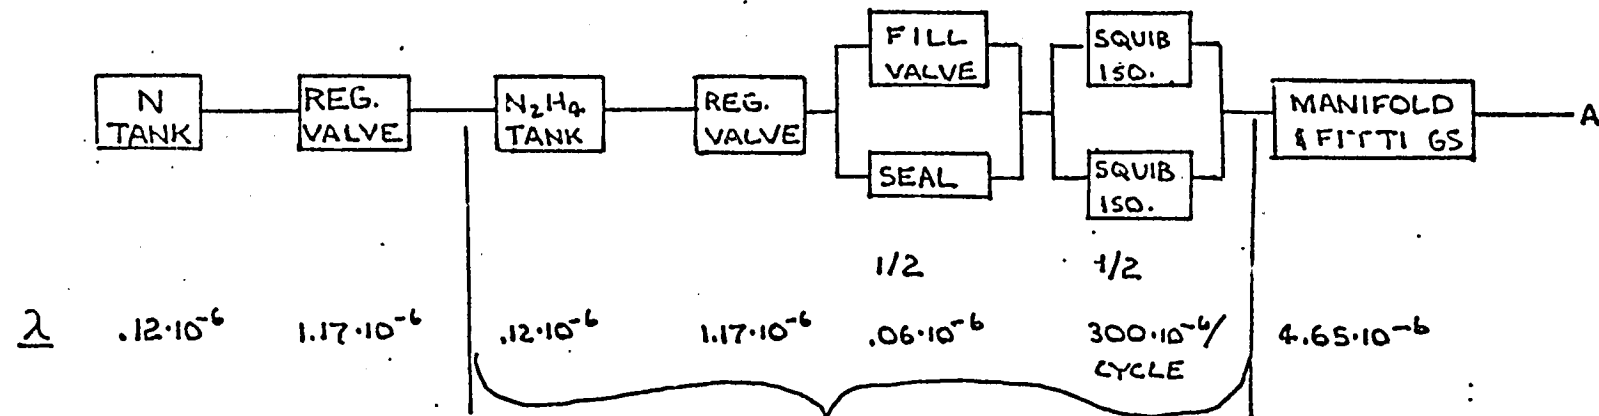 N
TANK
REG.
VALVE
N₂H₄
TANK
REG.
VALVE
FILL
VALVE
SEAL
SQUIB
ISO.
SQUIB
ISO.
MANIFOLD
& FITTI GS
A
1/2
1/2
λ .12·10⁻⁶ 1.17·10⁻⁶ .12·10⁻⁶ 1.17·10⁻⁶ .06·10⁻⁶ 300·10⁻⁶/ 4.65·10⁻⁶
CYCLE